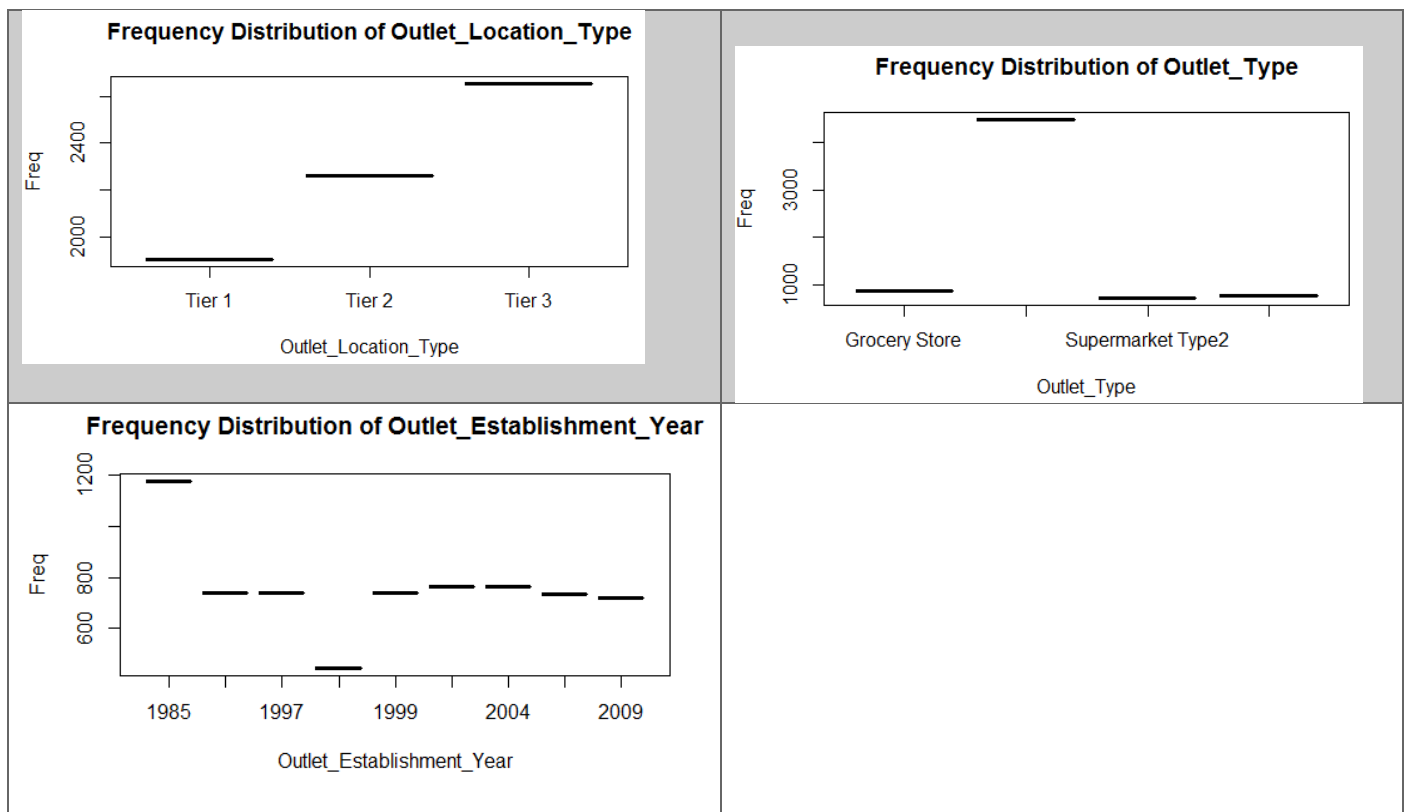 Frequency Distribution of Outlet_Location_Type
Freq
2400
2000
Tier 1 Tier 2 Tier 3
Outlet_Location_Type
Frequency Distribution of Outlet_Type
Freq
3000
1000
Grocery Store Supermarket Type2
Outlet_Type
Frequency Distribution of Outlet_Establishment_Year
Freq
1200
800
600
1985 1997 1999 2004 2009
Outlet_Establishment_Year